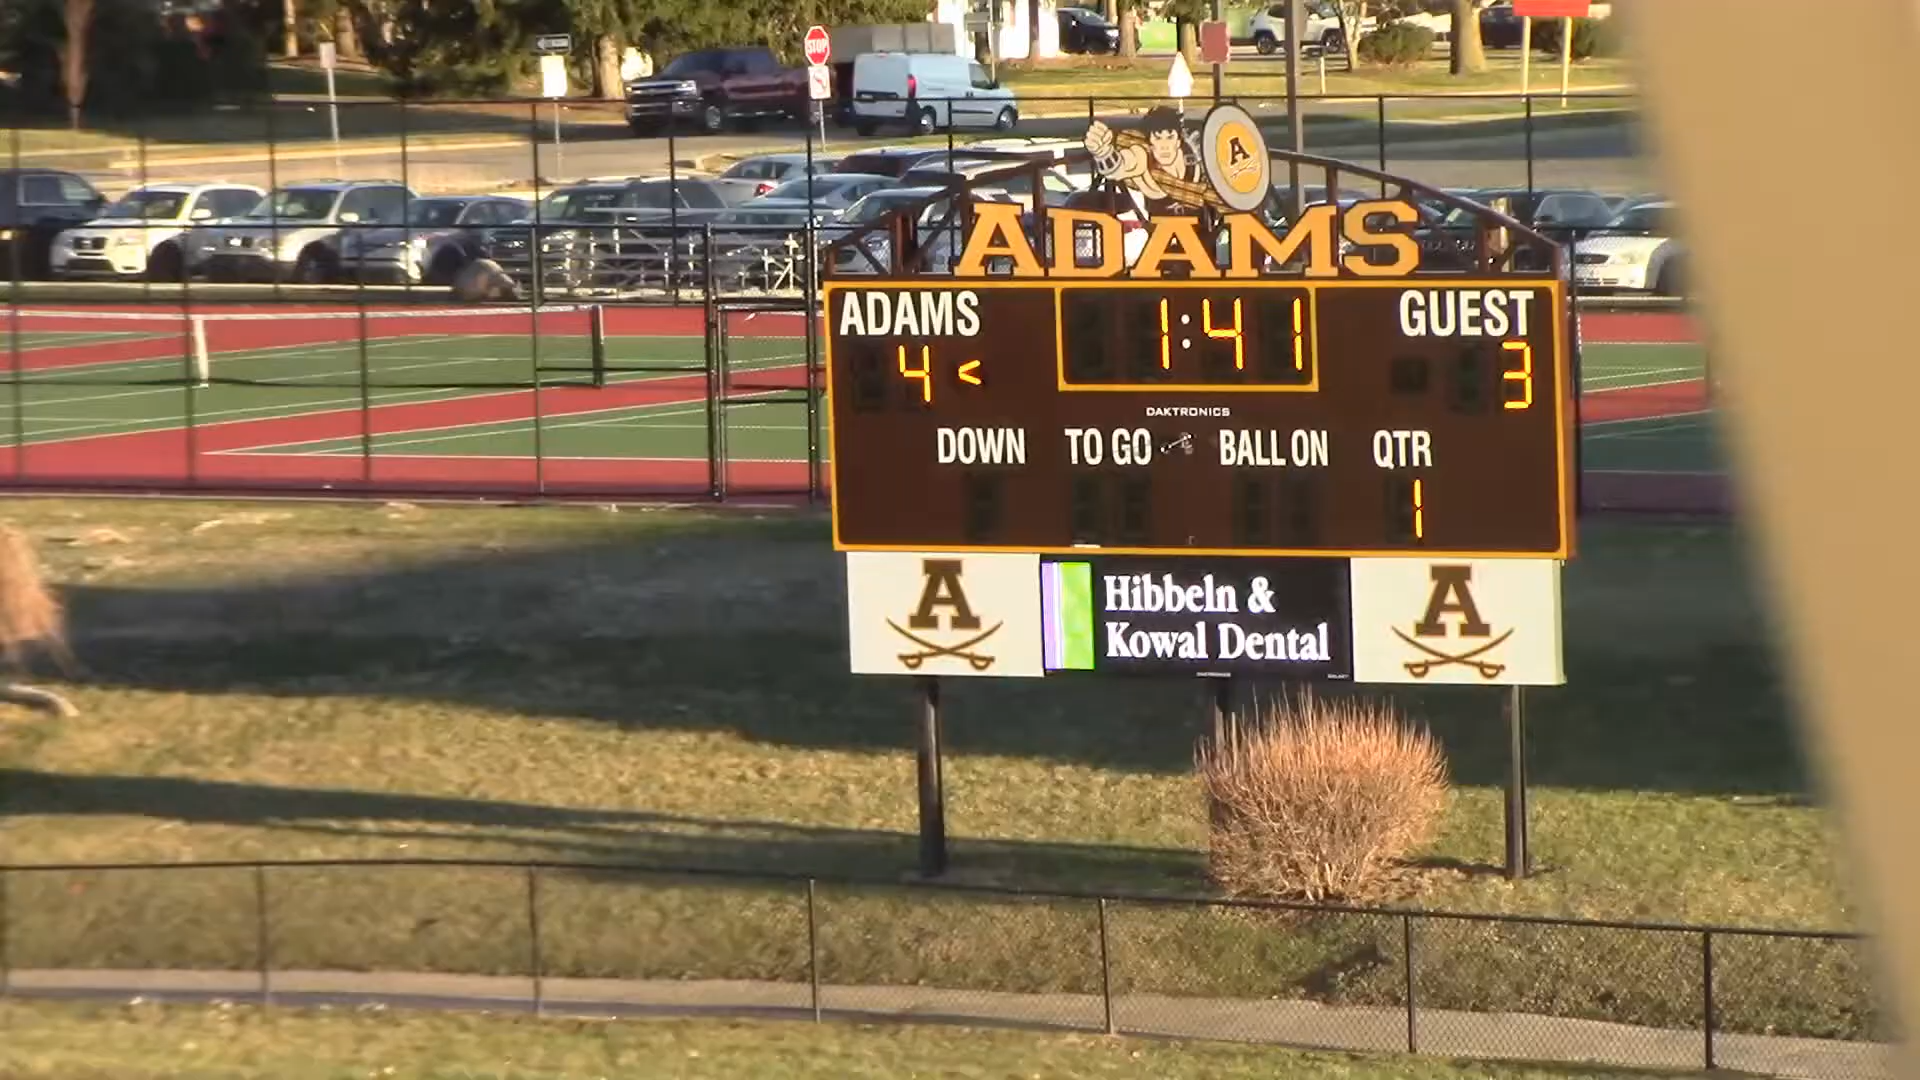 STOP
A
ADAMS
ADAMS 1:41 GUEST
4 < 3
DAKTRONICS
DOWN TO GO BALL ON QTR
1
A Hibbeln & A
Kowal Dental